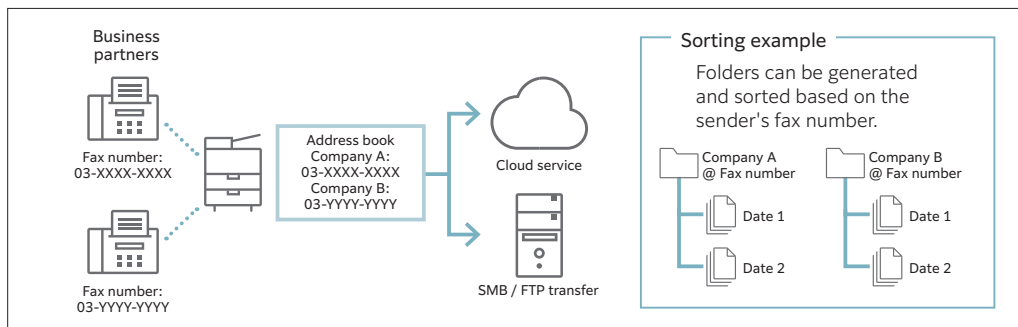 Business
partners
Fax number:
03-XXXX-XXXX
Fax number:
03-YYYY-YYYY
Address book
Company A:
03-XXXX-XXXX
Company B:
03-YYYY-YYYY
Cloud service
SMB / FTP transfer
Sorting example
Folders can be generated
and sorted based on the
sender's fax number.
Company A
@ Fax number
Date 1
Date 2
Company B
@ Fax number
Date 1
Date 2